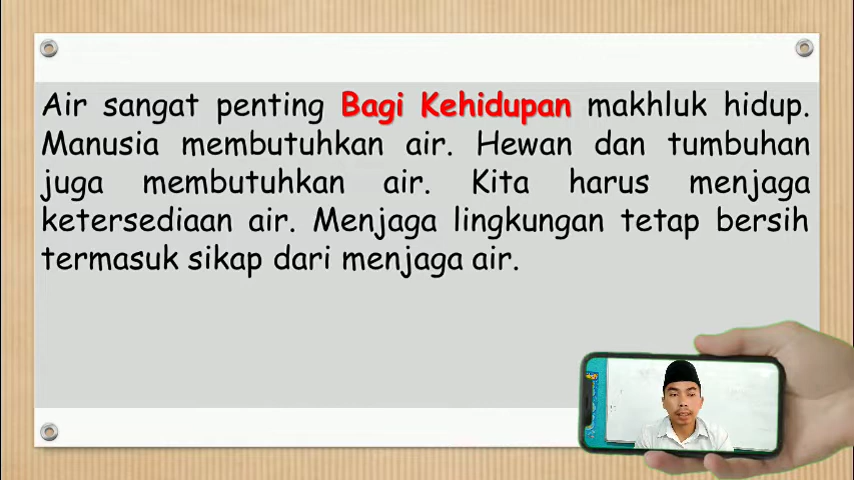 Air sangat penting Bagi Kehidupan makhluk hidup.
Manusia membutuhkan air. Hewan dan tumbuhan
juga membutuhkan air. Kita harus menjaga
ketersediaan air. Menjaga lingkungan tetap bersih
termasuk sikap dari menjaga air.